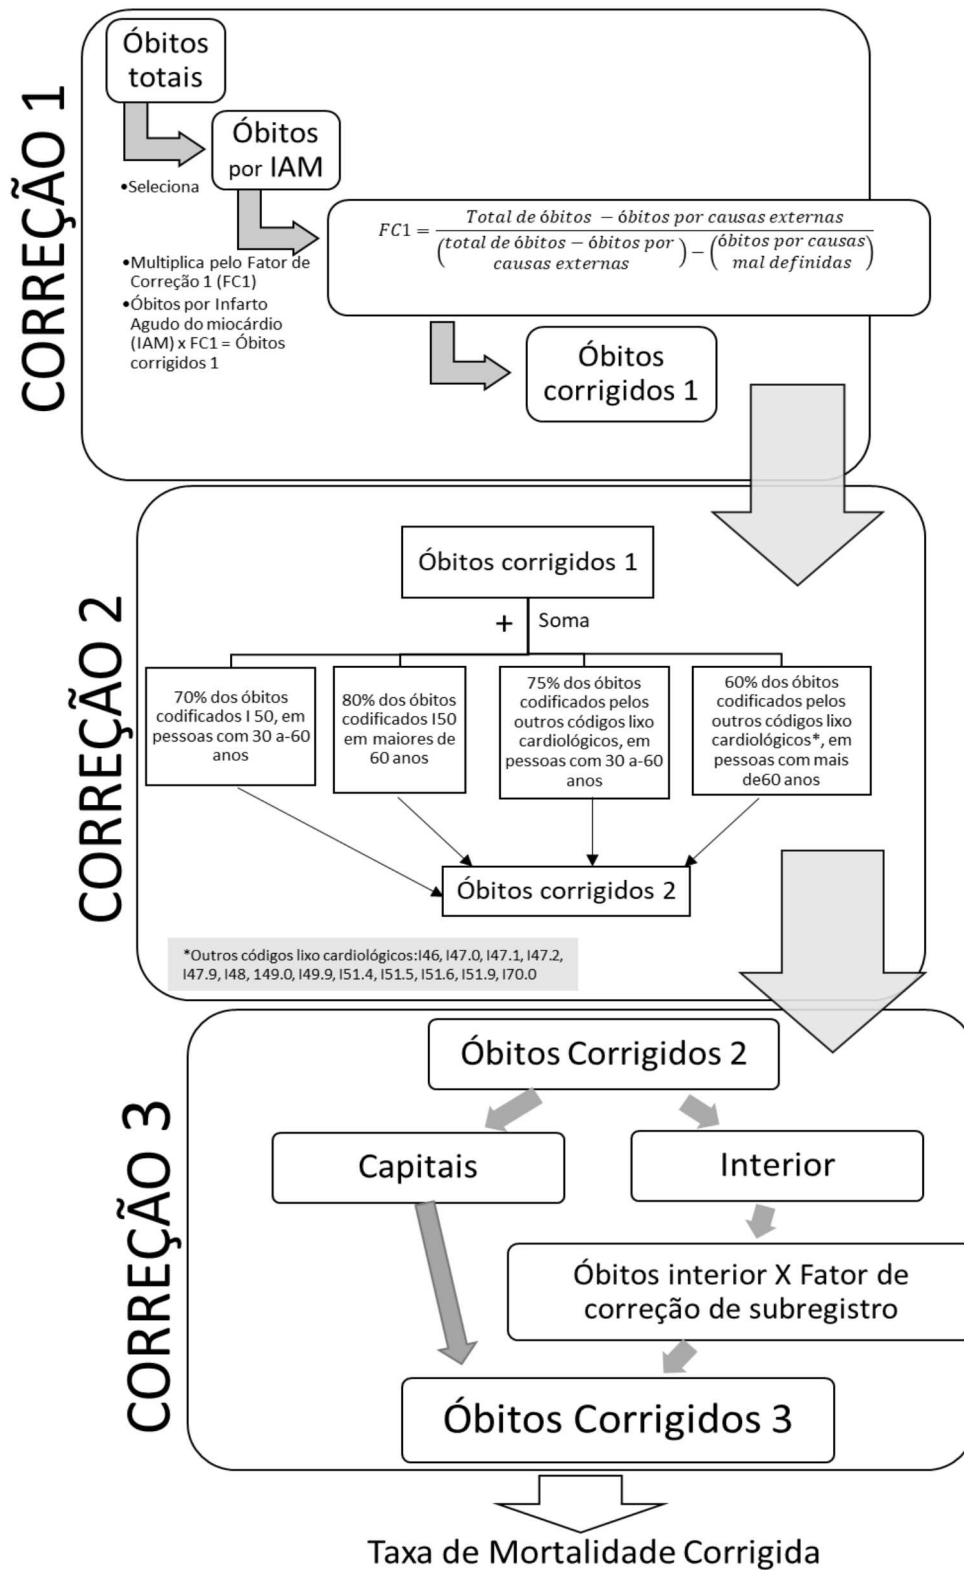 CORREÇÃO 1
Óbitos
totais
•Seleciona
Óbitos
por IAM
•Multiplica pelo Fator de
Correção 1 (FC1)
•Óbitos por Infarto
Agudo do miocárdio
(IAM) x FC1 = Óbitos
corrigidos 1
Total de óbitos − óbitos por causas externas
FC1 =
(total de óbitos − óbitos por causas externas) − (óbitos por causas mal definidas)
Óbitos
corrigidos 1
CORREÇÃO 2
Óbitos corrigidos 1
+ Soma
70% dos óbitos
codificados I 50, em
pessoas com 30 a-60
anos
80% dos óbitos
codificados I50
em maiores de
60 anos
75% dos óbitos
codificados pelos
outros códigos lixo
cardiológicos, em
pessoas com 30 a-60
anos
60% dos óbitos
codificados pelos
outros códigos lixo
cardiológicos*, em
pessoas com mais
de60 anos
Óbitos corrigidos 2
*Outros códigos lixo cardiológicos:I46, I47.0, I47.1, I47.2,
I47.9, I48, 149.0, I49.9, I51.4, I51.5, I51.6, I51.9, I70.0
CORREÇÃO 3
Óbitos Corrigidos 2
Capitais
Interior
Óbitos interior X Fator de
correção de subregistro
Óbitos Corrigidos 3
Taxa de Mortalidade Corrigida